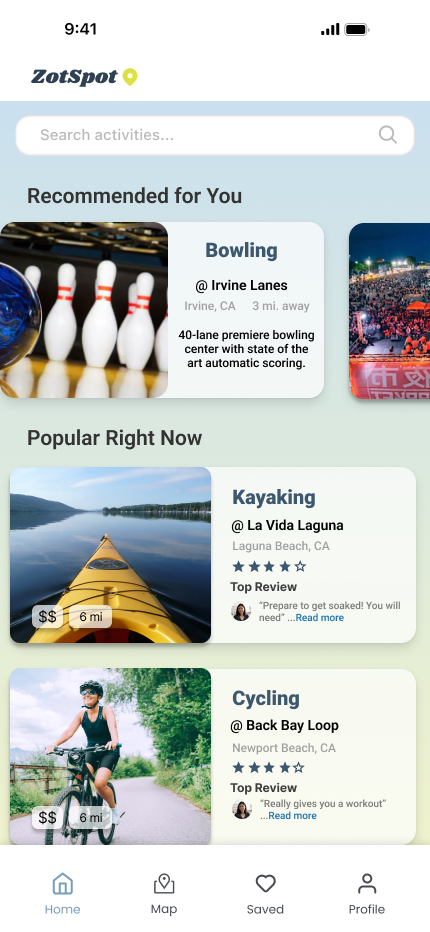 9:41
ZotSpot
Search activities...
Recommended for You
Bowling
@ Irvine Lanes
Irvine, CA 3 mi. away
40-lane premiere bowling
center with state of the
art automatic scoring.
Popular Right Now
Kayaking
@ La Vida Laguna
Laguna Beach, CA
Top Review
“Prepare to get soaked! You will
need” ...Read more
$$ 6 mi
Cycling
@ Back Bay Loop
Newport Beach, CA
Top Review
“Really gives you a workout”
...Read more
$$ 6 mi
Home Map Saved Profile